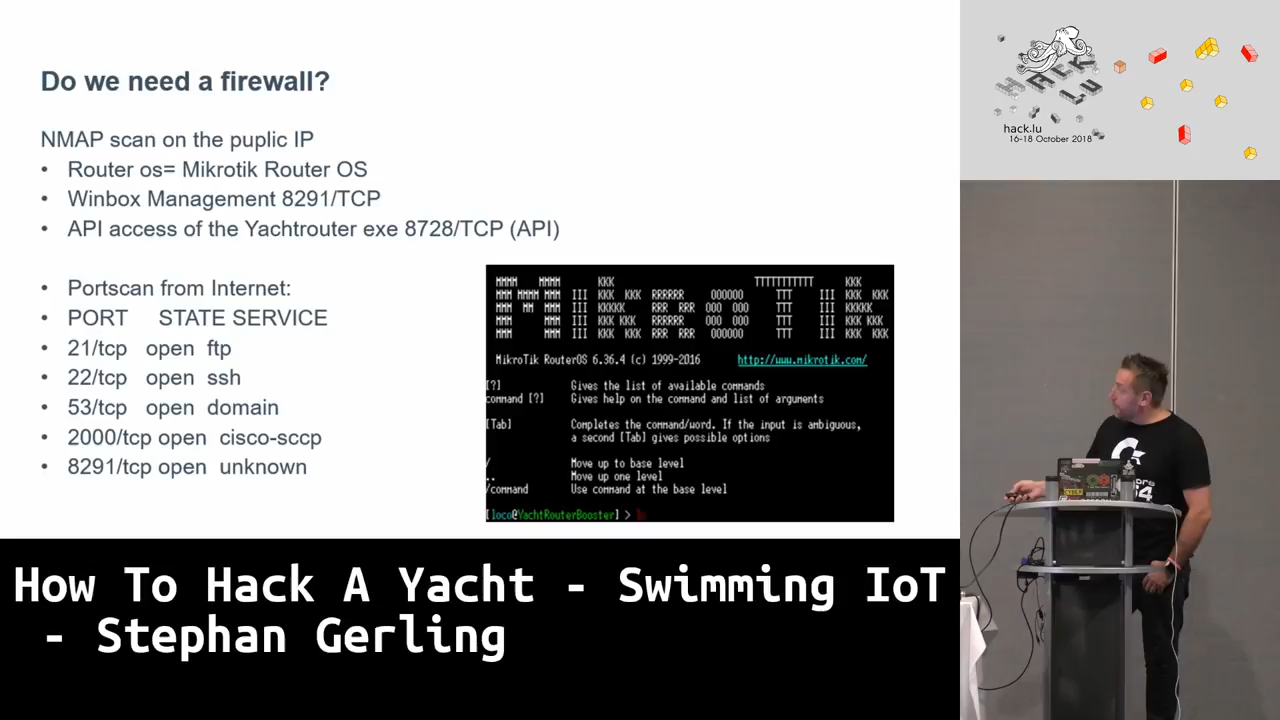 Do we need a firewall?
NMAP scan on the puplic IP
• Router os= Mikrotik Router OS
• Winbox Management 8291/TCP
• API access of the Yachtrouter exe 8728/TCP (API)
• Portscan from Internet:
• PORT STATE SERVICE
• 21/tcp open ftp
• 22/tcp open ssh
• 53/tcp open domain
• 2000/tcp open cisco-sccp
• 8291/tcp open unknown
MikroTik
MikroTik RouterOS 6.36.4 (c) 1999-2016 http://www.mikrotik.com/
[?] Gives the list of available commands
command [?] Gives help on the command and list of arguments
[Tab] Completes the command/word. If the input is ambiguous,
a second [Tab] gives possible options
/ Move up to base level
.. Move up one level
/command Use command at the base level
[loco@YachtRouterBooster] >
HACK
LU
hack.lu
16-18 October 2018
64
How To Hack A Yacht - Swimming IoT
- Stephan Gerling